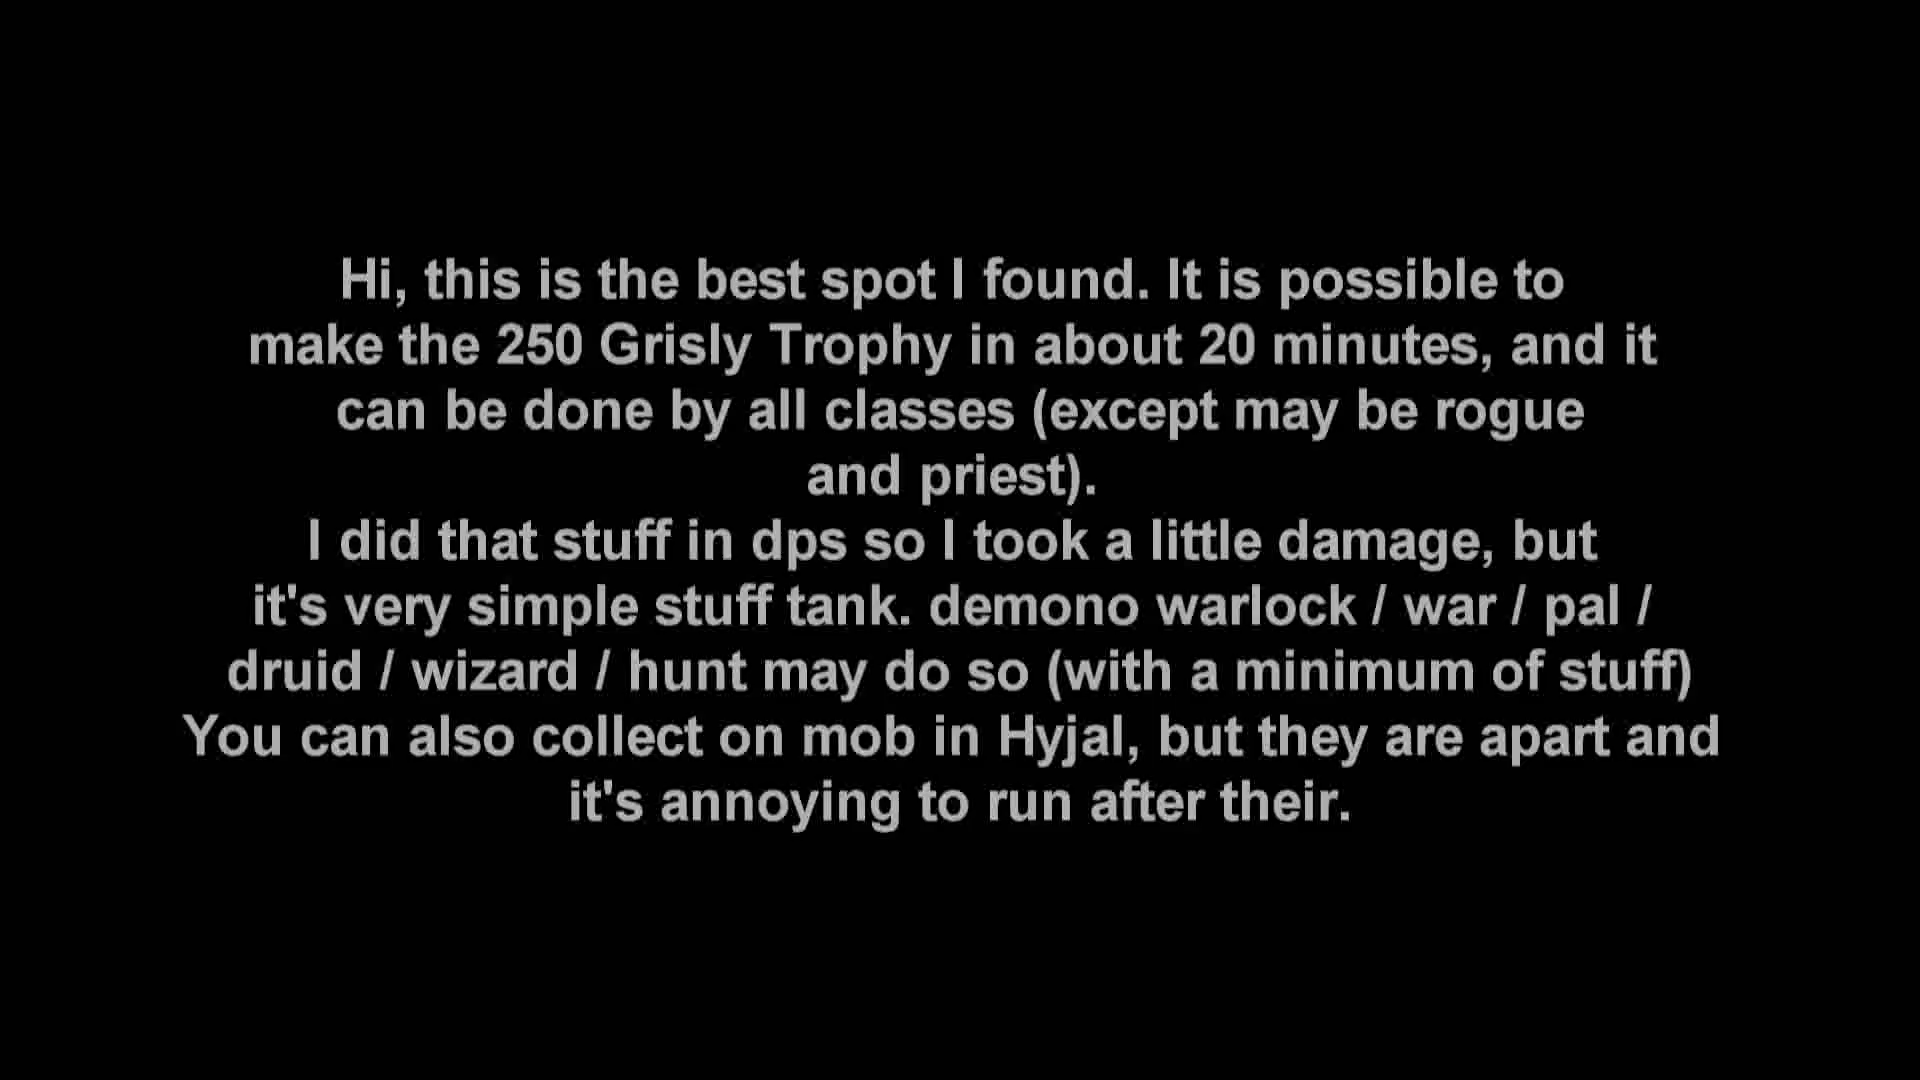 Hi, this is the best spot I found. It is possible to
make the 250 Grisly Trophy in about 20 minutes, and it
can be done by all classes (except may be rogue
and priest).
I did that stuff in dps so I took a little damage, but
it's very simple stuff tank. demono warlock / war / pal /
druid / wizard / hunt may do so (with a minimum of stuff)
You can also collect on mob in Hyjal, but they are apart and
it's annoying to run after their.